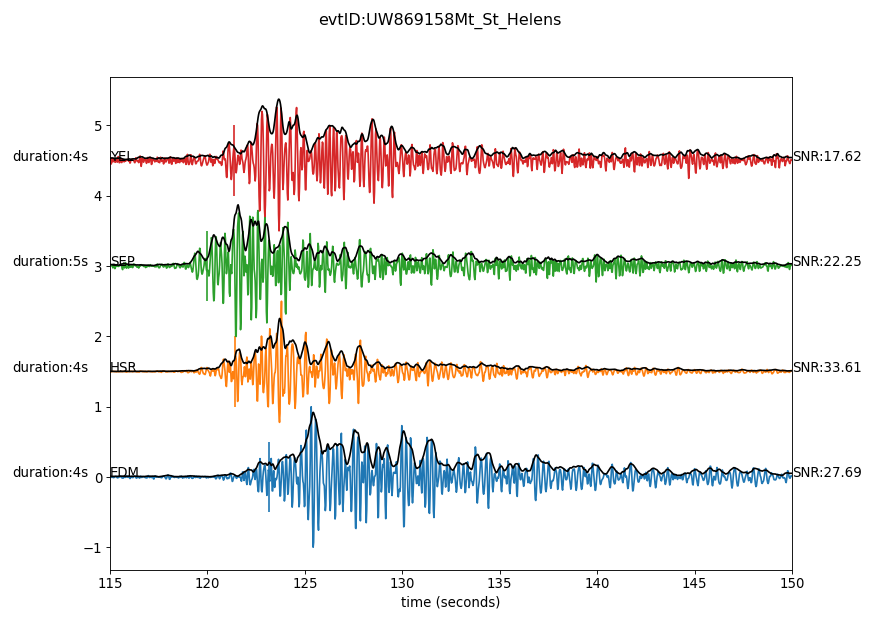 evtID:UW869158Mt_St_Helens
5
duration:4s YEL SNR:17.62
4
duration:5s SEP SNR:22.25
3
2
duration:4s HSR SNR:33.61
1
duration:4s EDM SNR:27.69
0
−1
115 120 125 130 135 140 145 150
time (seconds)